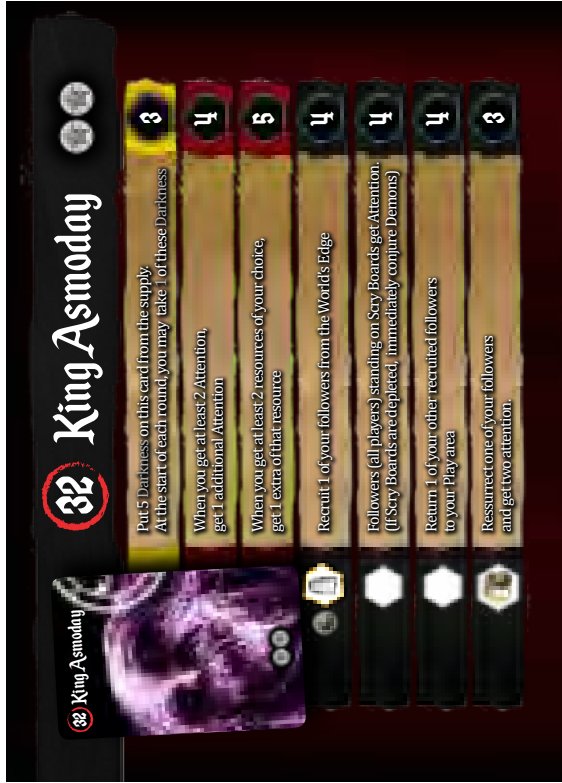 32 King Asmoday
3
Put 5 Darkness on this card from the supply.
At the start of each round, you may take 1 of these Darkness
4
When you get at least 2 Attention,
get 1 additional Attention
5
When you get at least 2 resources of your choice,
get 1 extra of that resource
4
Recruit 1 of your followers from the World's Edge
4
Followers (all players) standing on Scry Boards get Attention.
(If Scry Boards are depleted, immediately conjure Demons)
4
Return 1 of your other recruited followers
to your Play area
3
Ressurrect one of your followers
and get two attention.
32 King Asmoday